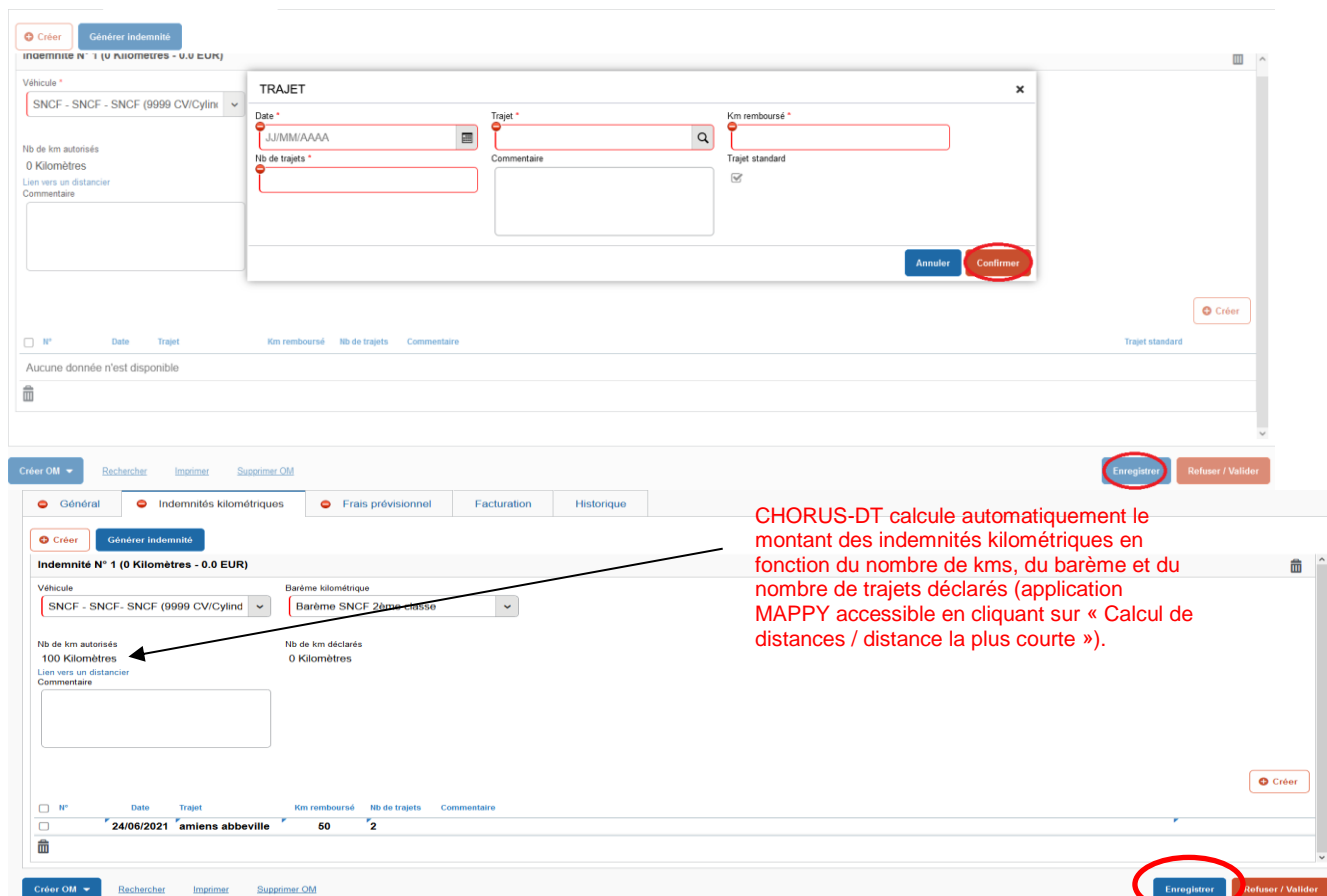 Créer
Générer indemnité
Indemnité N° 1 (0 Kilomètres - 0.0 EUR)
Véhicule *
SNCF - SNCF - SNCF (9999 CV/Cylin
Nb de km autorisés
0 Kilomètres
Lien vers un distancier
Commentaire
TRAJET
Date *
Trajet *
Km remboursé *
JJ/MM/AAAA
Nb de trajets *
Commentaire
Trajet standard
Annuler
Confirmer
Créer
N° Date Trajet Km remboursé Nb de trajets Commentaire Trajet standard
Aucune donnée n'est disponible
Créer OM Rechercher Imprimer Supprimer OM Enregistrer Refuser / Valider
Général Indemnités kilométriques Frais prévisionnel Facturation Historique
Créer
Générer indemnité
Indemnité N° 1 (0 Kilomètres - 0.0 EUR)
Véhicule
Barème kilométrique
SNCF - SNCF- SNCF (9999 CV/Cylind
Barème SNCF 2ème classe
Nb de km autorisés
Nb de km déclarés
100 Kilomètres
0 Kilomètres
Lien vers un distancier
Commentaire
CHORUS-DT calcule automatiquement le
montant des indemnités kilométriques en
fonction du nombre de kms, du barème et du
nombre de trajets déclarés (application
MAPPY accessible en cliquant sur « Calcul de
distances / distance la plus courte »).
Créer
N° Date Trajet Km remboursé Nb de trajets Commentaire
24/06/2021 amiens abbeville 50 2
Créer OM Rechercher Imprimer Supprimer OM Enregistrer Refuser / Valider